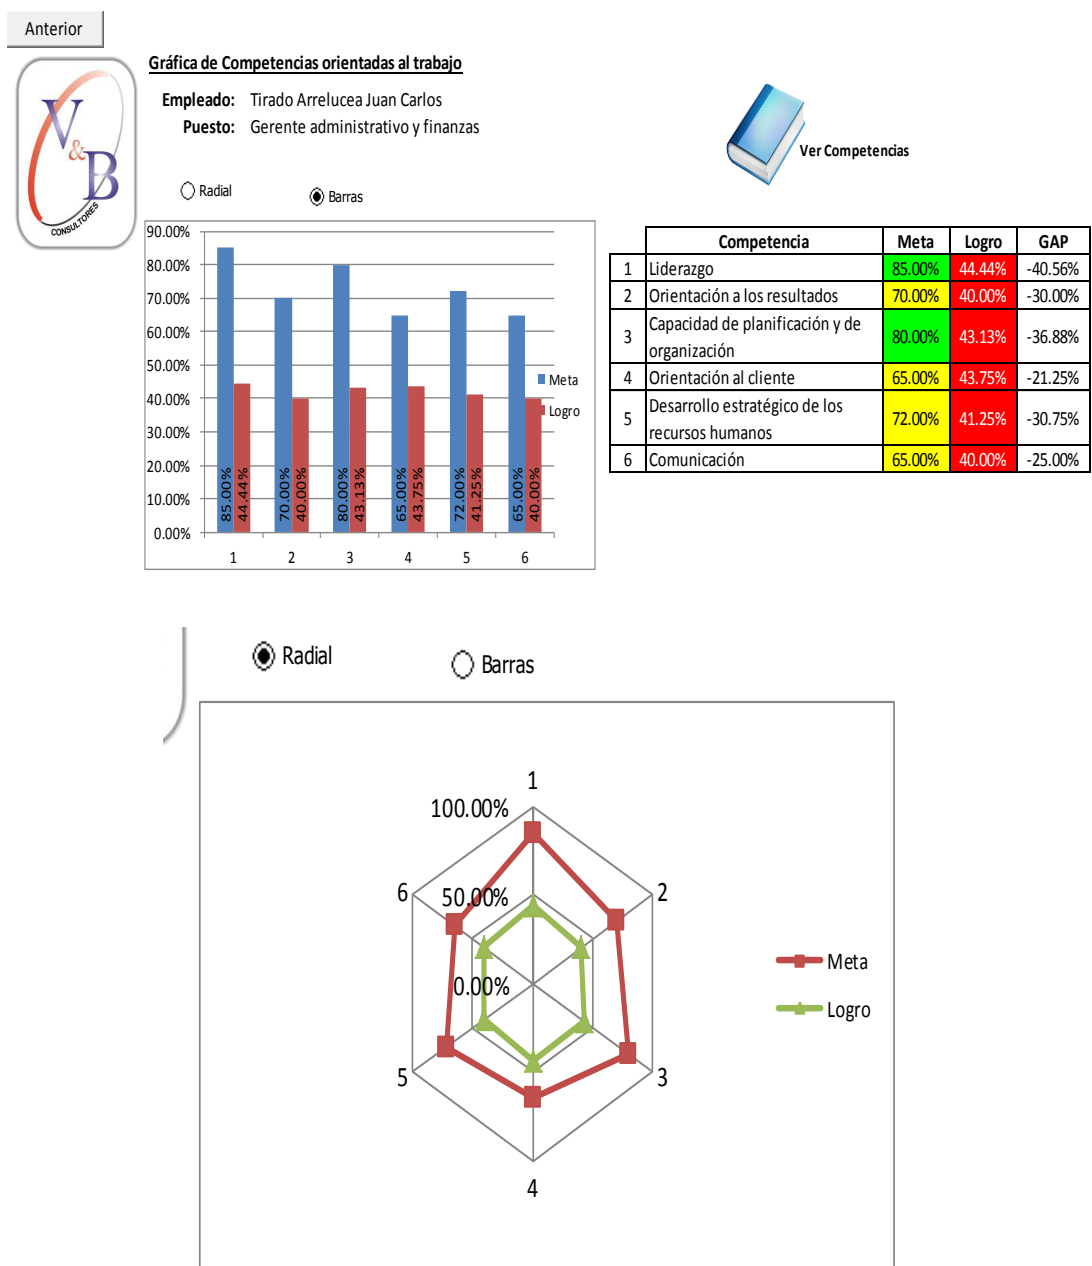 Anterior
V&B
CONSULTORES
Gráfica de Competencias orientadas al trabajo
Empleado: Tirado Arrelucea Juan Carlos
Puesto: Gerente administrativo y finanzas
Ver Competencias
Radial
Barras
90.00%
80.00%
70.00%
60.00%
50.00%
40.00%
30.00%
20.00%
10.00%
0.00%
85.00%
44.44%
70.00%
40.00%
80.00%
43.13%
65.00%
43.75%
72.00%
41.25%
65.00%
40.00%
1 2 3 4 5 6
Meta
Logro
Competencia Meta Logro GAP
1 Liderazgo 85.00% 44.44% -40.56%
2 Orientación a los resultados 70.00% 40.00% -30.00%
3 Capacidad de planificación y de
organización 80.00% 43.13% -36.88%
4 Orientación al cliente 65.00% 43.75% -21.25%
5 Desarrollo estratégico de los
recursos humanos 72.00% 41.25% -30.75%
6 Comunicación 65.00% 40.00% -25.00%
Radial
Barras
1
100.00%
6
50.00%
2
0.00%
5
3
4
Meta
Logro